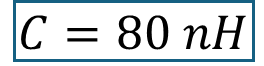 C = 80 nH